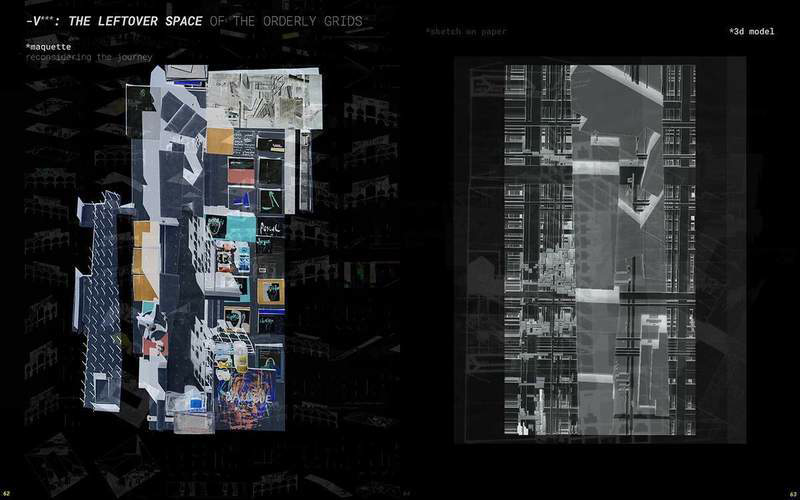 -V***: THE LEFTOVER SPACE OF THE ORDERLY GRIDS
*maquette
reconsidering the journey
*sketch on paper
*3d model
62
63